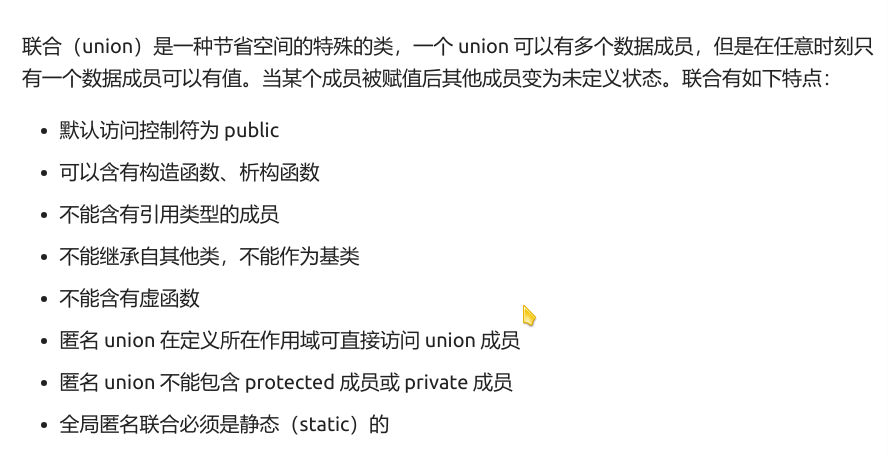 联合（union）是一种节省空间的特殊的类，一个 union 可以有多个数据成员，但是在任意时刻只
有一个数据成员可以有值。当某个成员被赋值后其他成员变为未定义状态。联合有如下特点：
• 默认访问控制符为 public
• 可以含有构造函数、析构函数
• 不能含有引用类型的成员
• 不能继承自其他类，不能作为基类
• 不能含有虚函数
• 匿名 union 在定义所在作用域可直接访问 union 成员
• 匿名 union 不能包含 protected 成员或 private 成员
• 全局匿名联合必须是静态（static）的